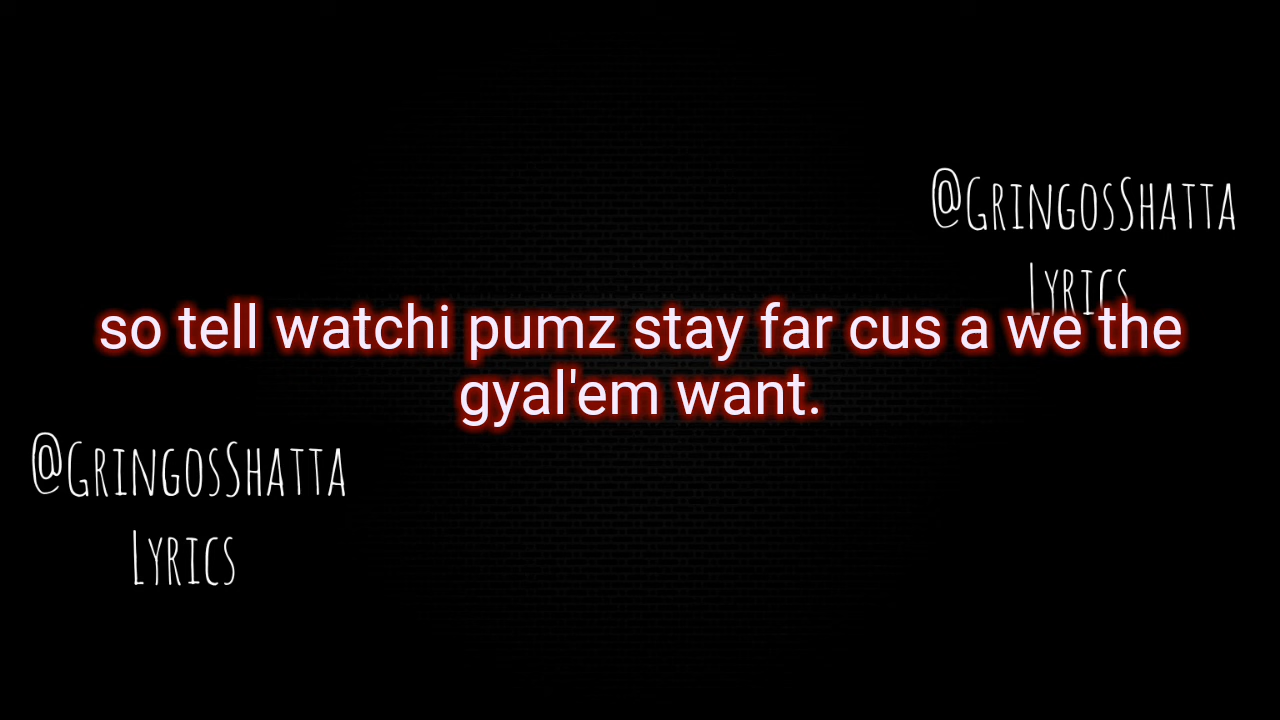 @GringosShatta
Lyrics
so tell watchi pumz stay far cus a we the
gyal'em want.
@GringosShatta
Lyrics